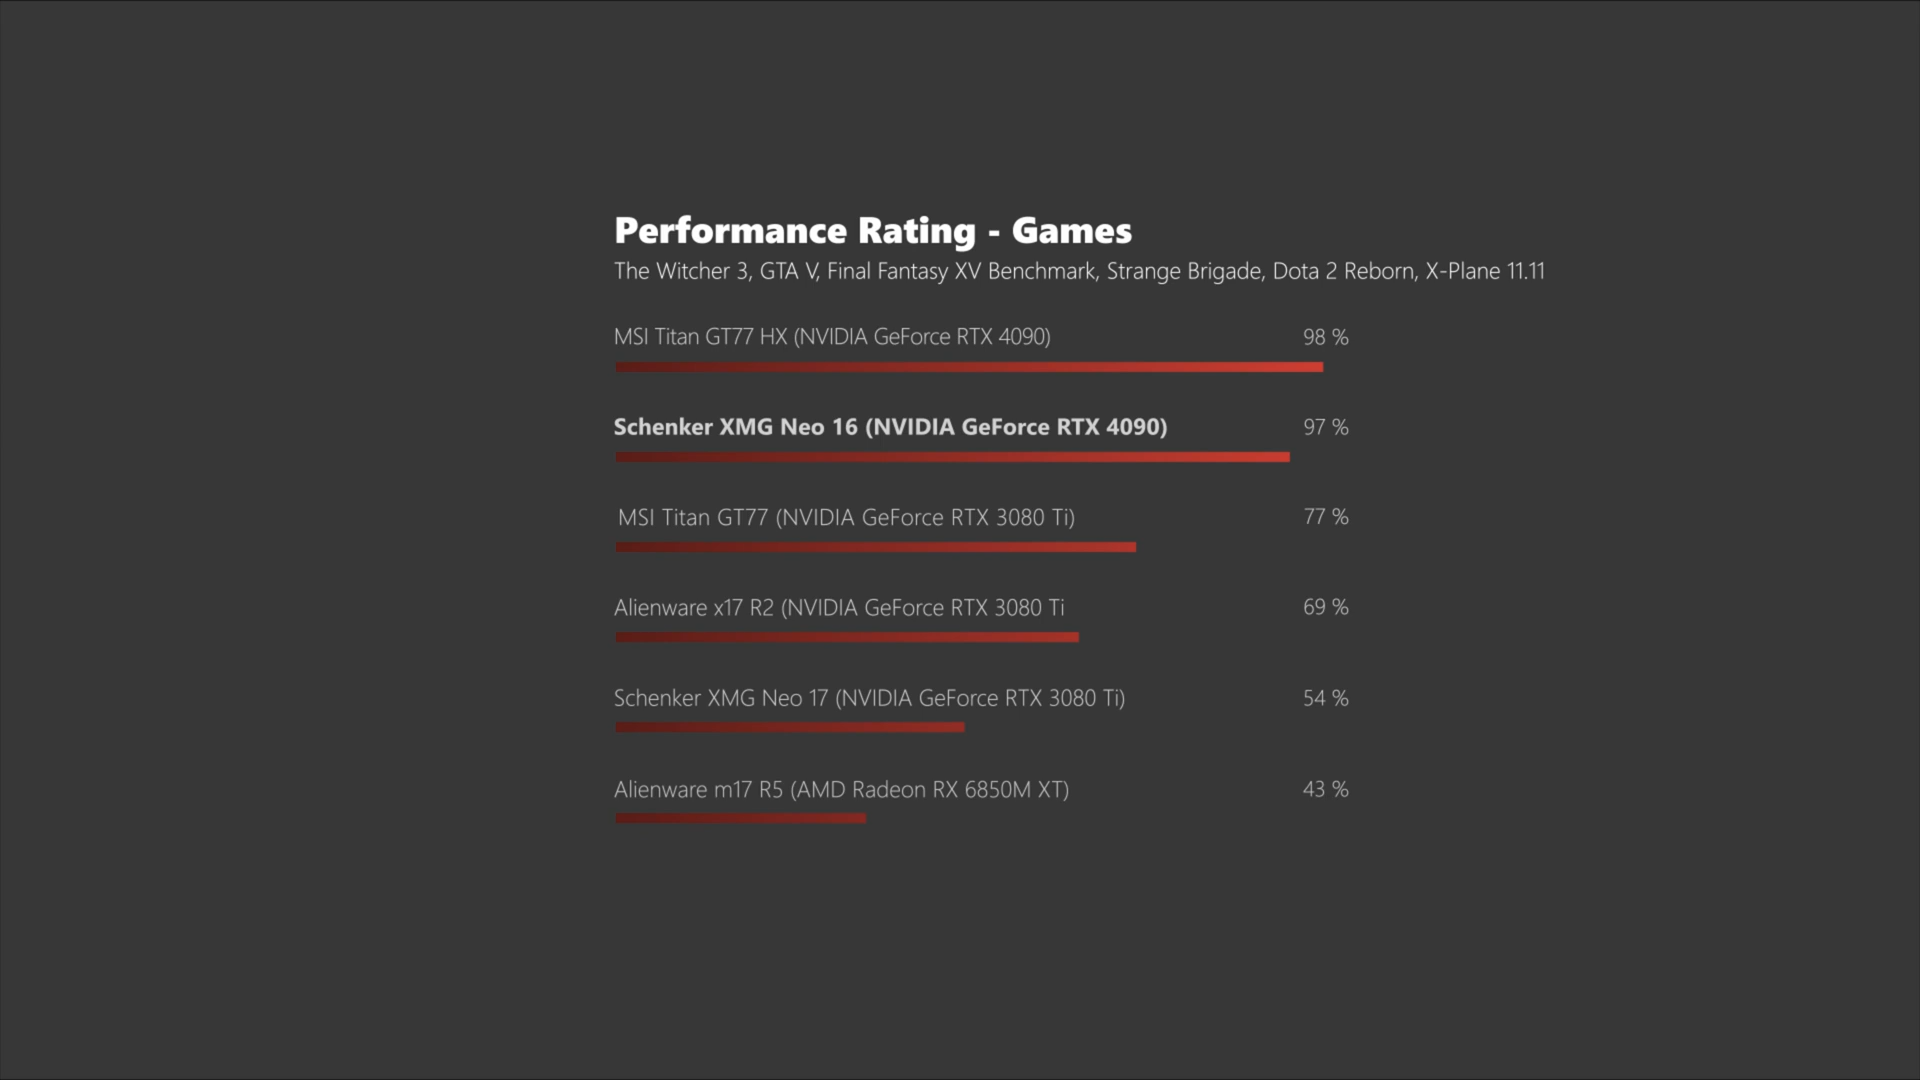 Performance Rating - Games
The Witcher 3, GTA V, Final Fantasy XV Benchmark, Strange Brigade, Dota 2 Reborn, X-Plane 11.11
MSI Titan GT77 HX (NVIDIA GeForce RTX 4090) 98 %
Schenker XMG Neo 16 (NVIDIA GeForce RTX 4090) 97 %
MSI Titan GT77 (NVIDIA GeForce RTX 3080 Ti) 77 %
Alienware x17 R2 (NVIDIA GeForce RTX 3080 Ti 69 %
Schenker XMG Neo 17 (NVIDIA GeForce RTX 3080 Ti) 54 %
Alienware m17 R5 (AMD Radeon RX 6850M XT) 43 %